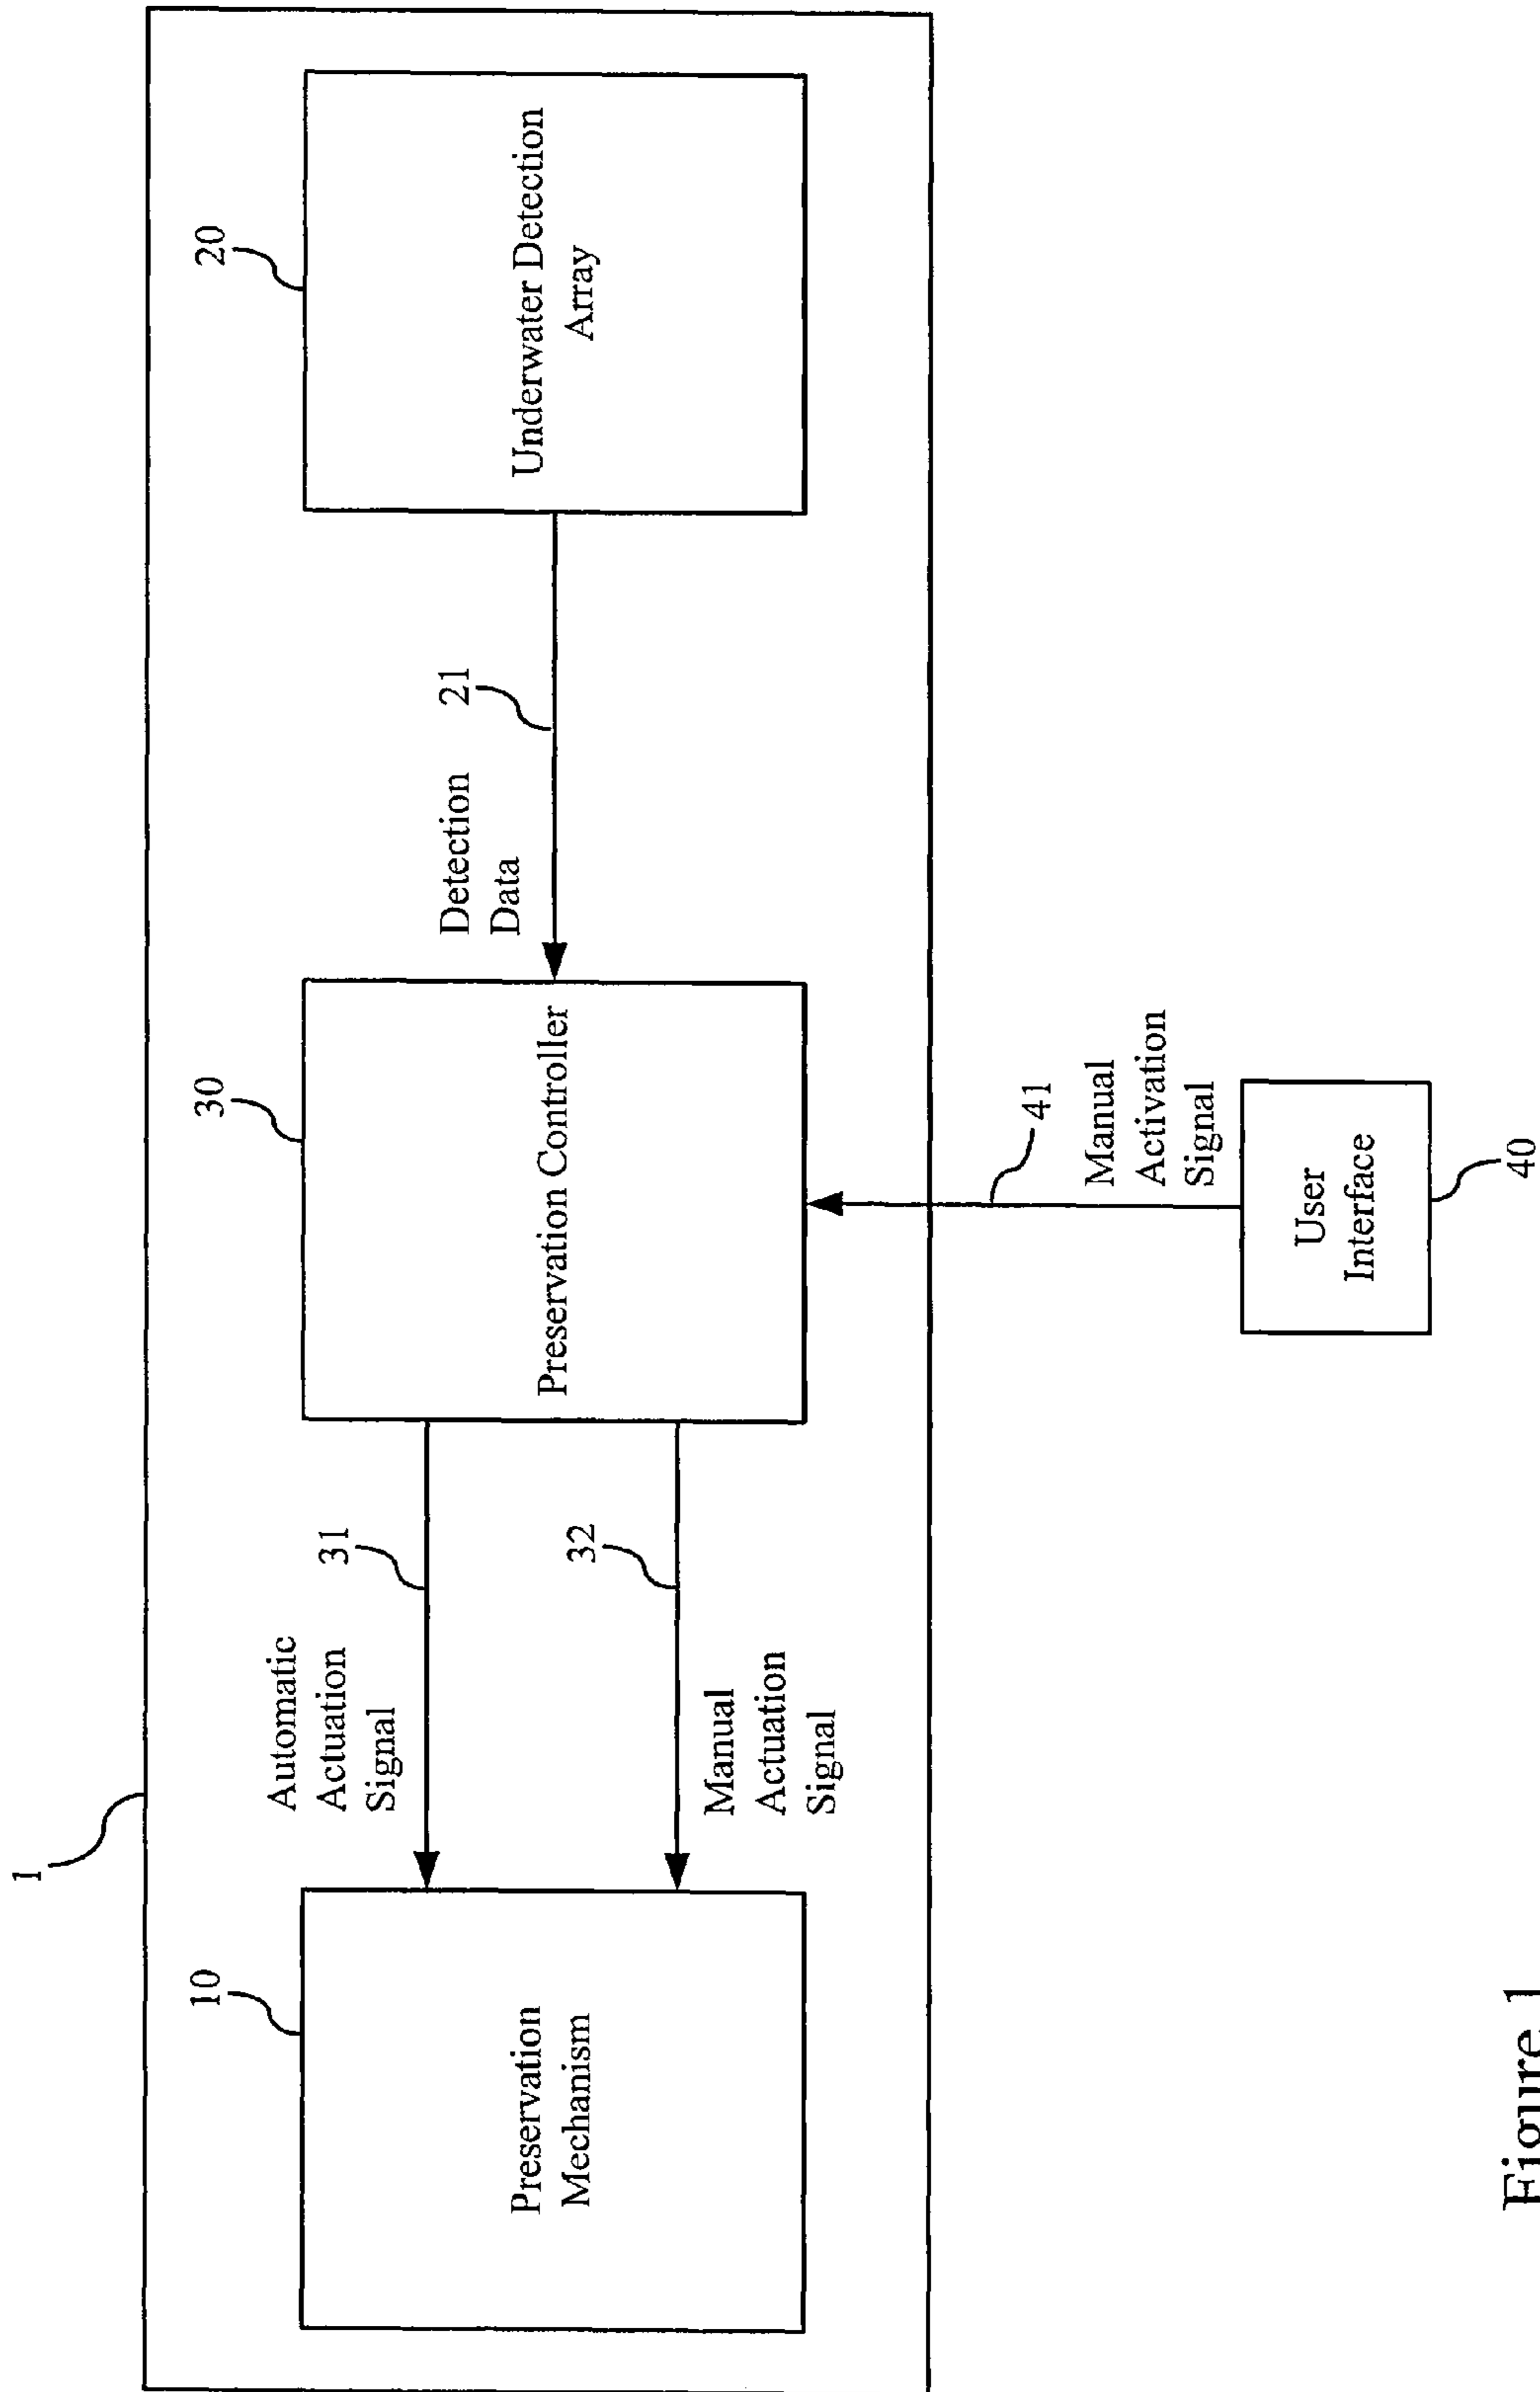 1
10
Preservation
Mechanism
Automatic
Actuation
Signal
31
Manual
Actuation
Signal
32
30
Preservation Controller
Detection
Data
21
20
Underwater Detection
Array
41
Manual
Activation
Signal
User
Interface
40
Figure 1